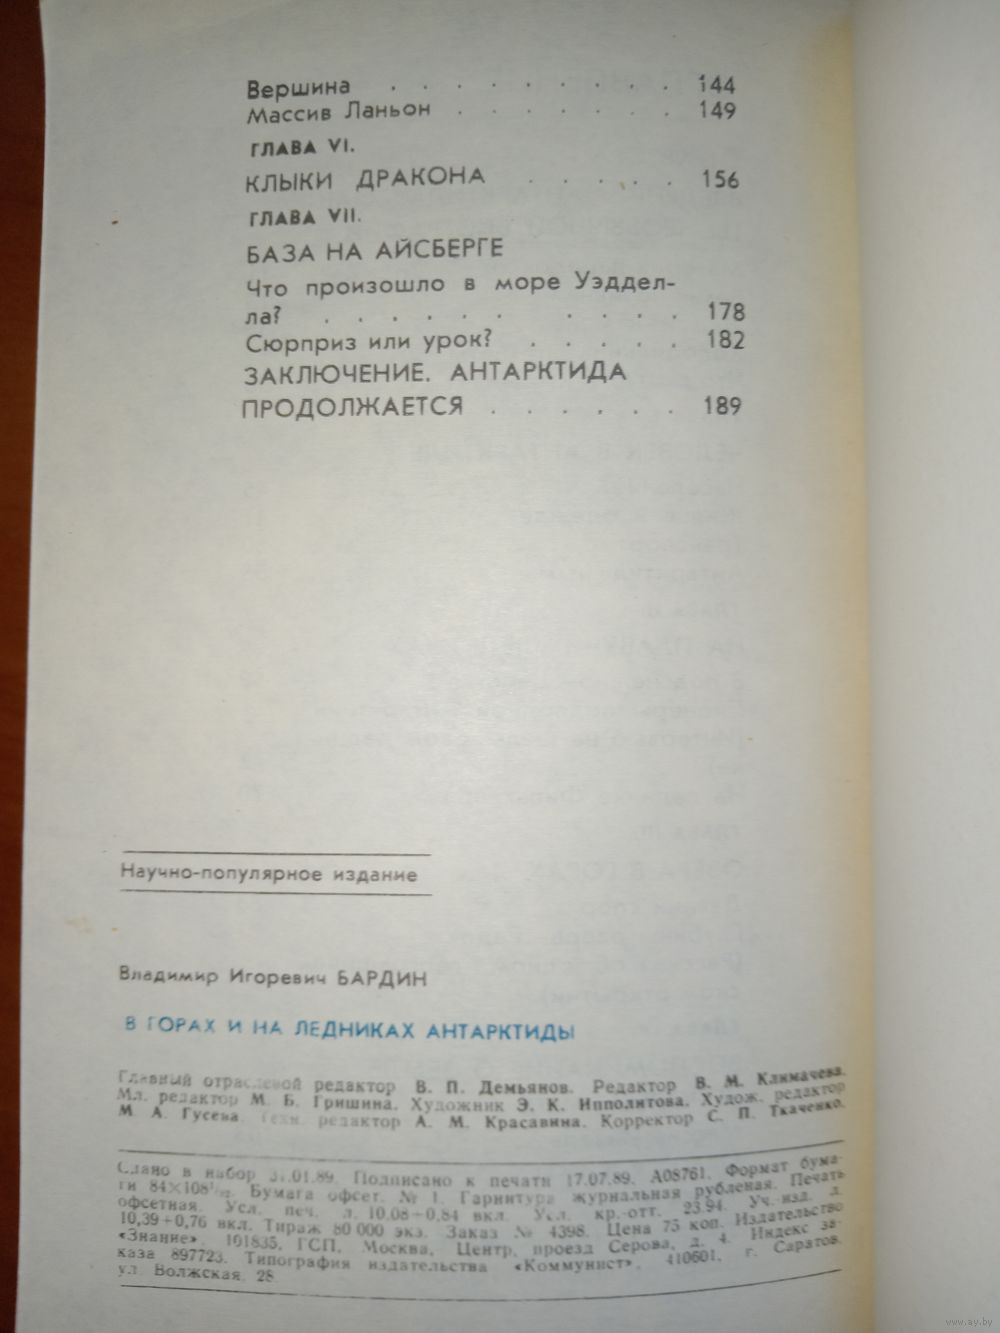 Вершина . . . . . . . . . 144
Массив Ланьон . . . . . . . 149
ГЛАВА VI.
КЛЫКИ ДРАКОНА . . . . . 156
ГЛАВА VII.
БАЗА НА АЙСБЕРГЕ
Что произошло в море Уэддел-
ла? . . . . . . . . . 178
Сюрприз или урок? . . . . . 182
ЗАКЛЮЧЕНИЕ. АНТАРКТИДА
ПРОДОЛЖАЕТСЯ . . . . . . 189
Научно-популярное издание
Владимир Игоревич БАРДИН
В ГОРАХ И НА ЛЕДНИКАХ АНТАРКТИДЫ
Главный отраслевой редактор В. П. Демьянов. Редактор В. М. Климачева.
Мл. редактор М. Б. Гришина. Художник Э. К. Ипполитова. Худож. редактор
М. А. Гусева. Техн. редактор А. М. Красавина. Корректор С. П. Ткаченко.
Сдано в набор 31.01.89. Подписано к печати 17.07.89. А08761. Формат бума-
ги 84×108 1/32. Бумага офсет. № 1. Гарнитура журнальная рубленая. Печать
офсетная. Усл. печ. л. 10,08+0,84 вкл. Усл. кр.-отт. 23,94. Уч.-изд. л.
10,39+0,76 вкл. Тираж 80 000 экз. Заказ № 4398. Цена 75 коп. Издательство
«Знание». 101835, ГСП, Москва, Центр, проезд Серова, д. 4. Индекс за-
каза 897723. Типография издательства «Коммунист», 410601, г. Саратов,
ул. Волжская, 28.
www.ay.by